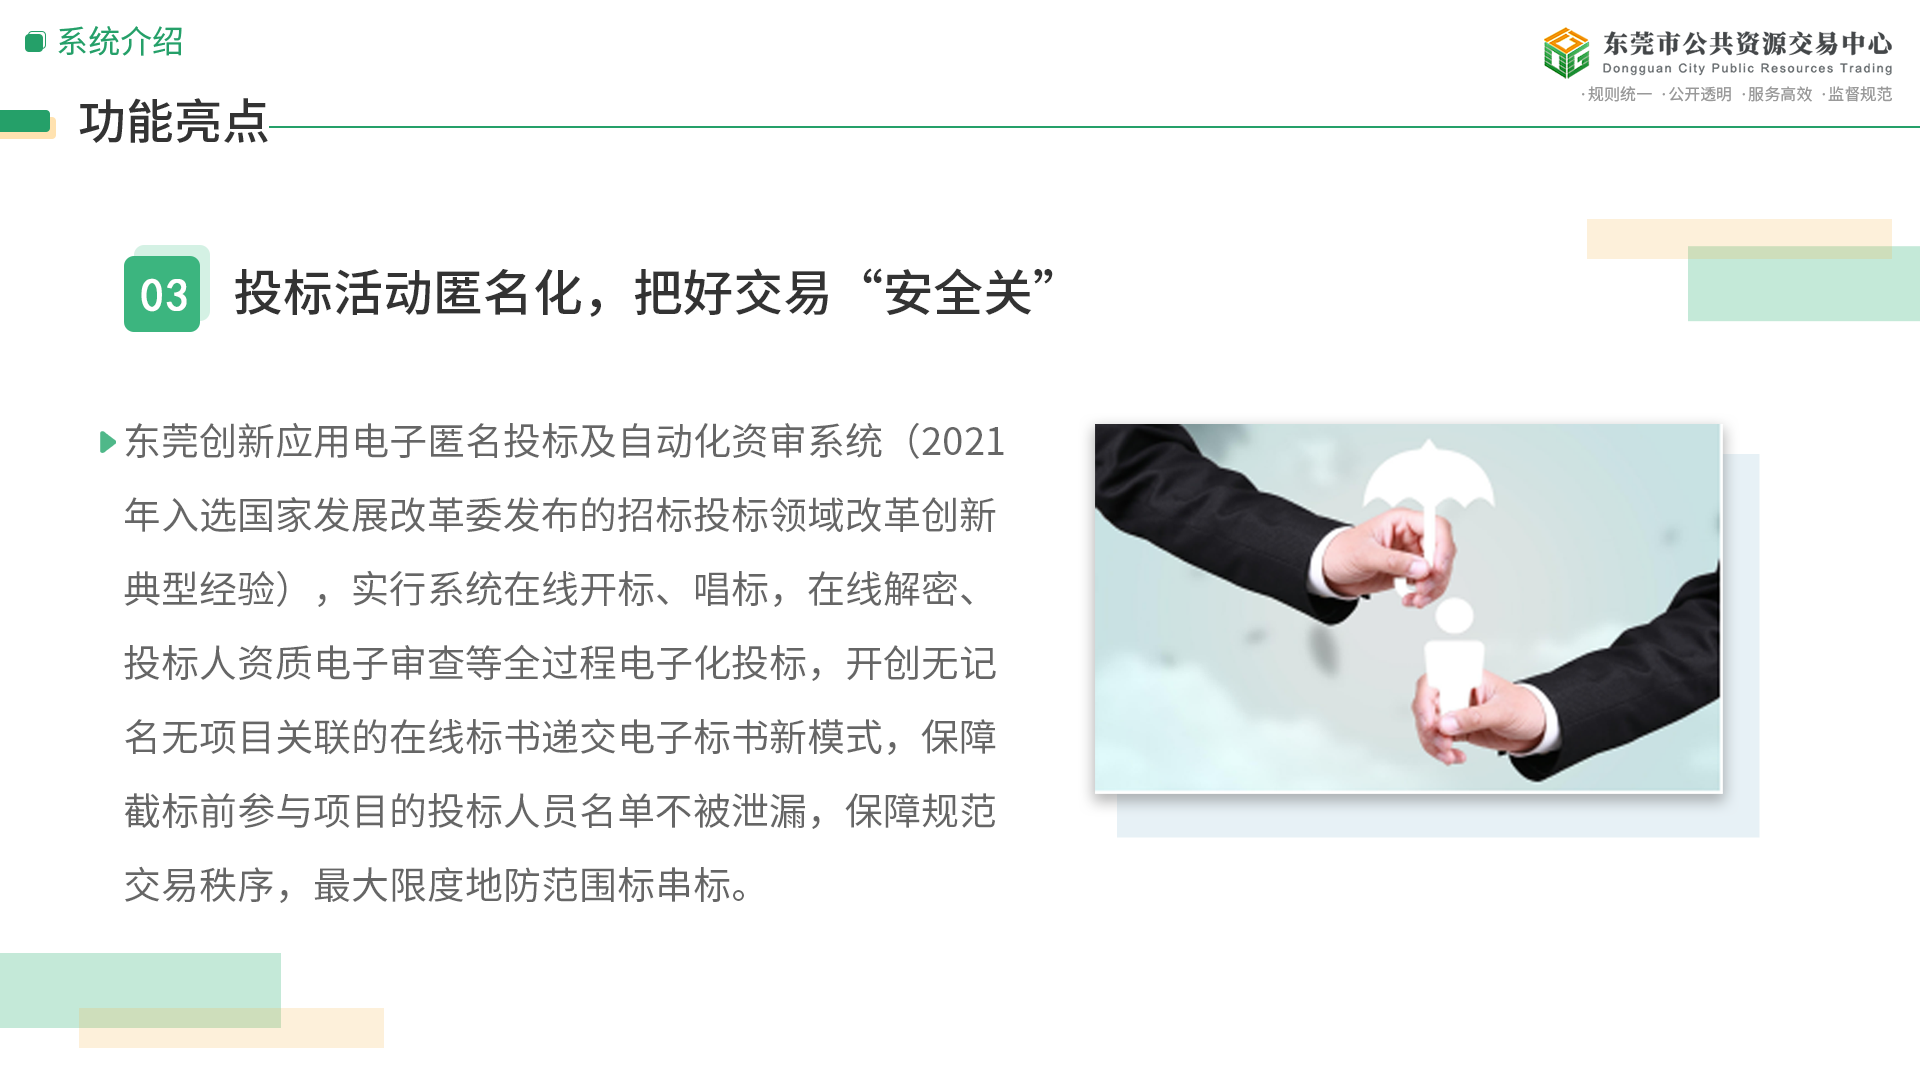 系统介绍
东莞市公共资源交易中心
Dongguan City Public Resources Trading
·规则统一 ·公开透明 ·服务高效 ·监督规范
功能亮点
03 投标活动匿名化，把好交易“安全关”
东莞创新应用电子匿名投标及自动化资审系统（2021
年入选国家发展改革委发布的招标投标领域改革创新
典型经验），实行系统在线开标、唱标，在线解密、
投标人资质电子审查等全过程电子化投标，开创无记
名无项目关联的在线标书递交电子标书新模式，保障
截标前参与项目的投标人员名单不被泄漏，保障规范
交易秩序，最大限度地防范围标串标。